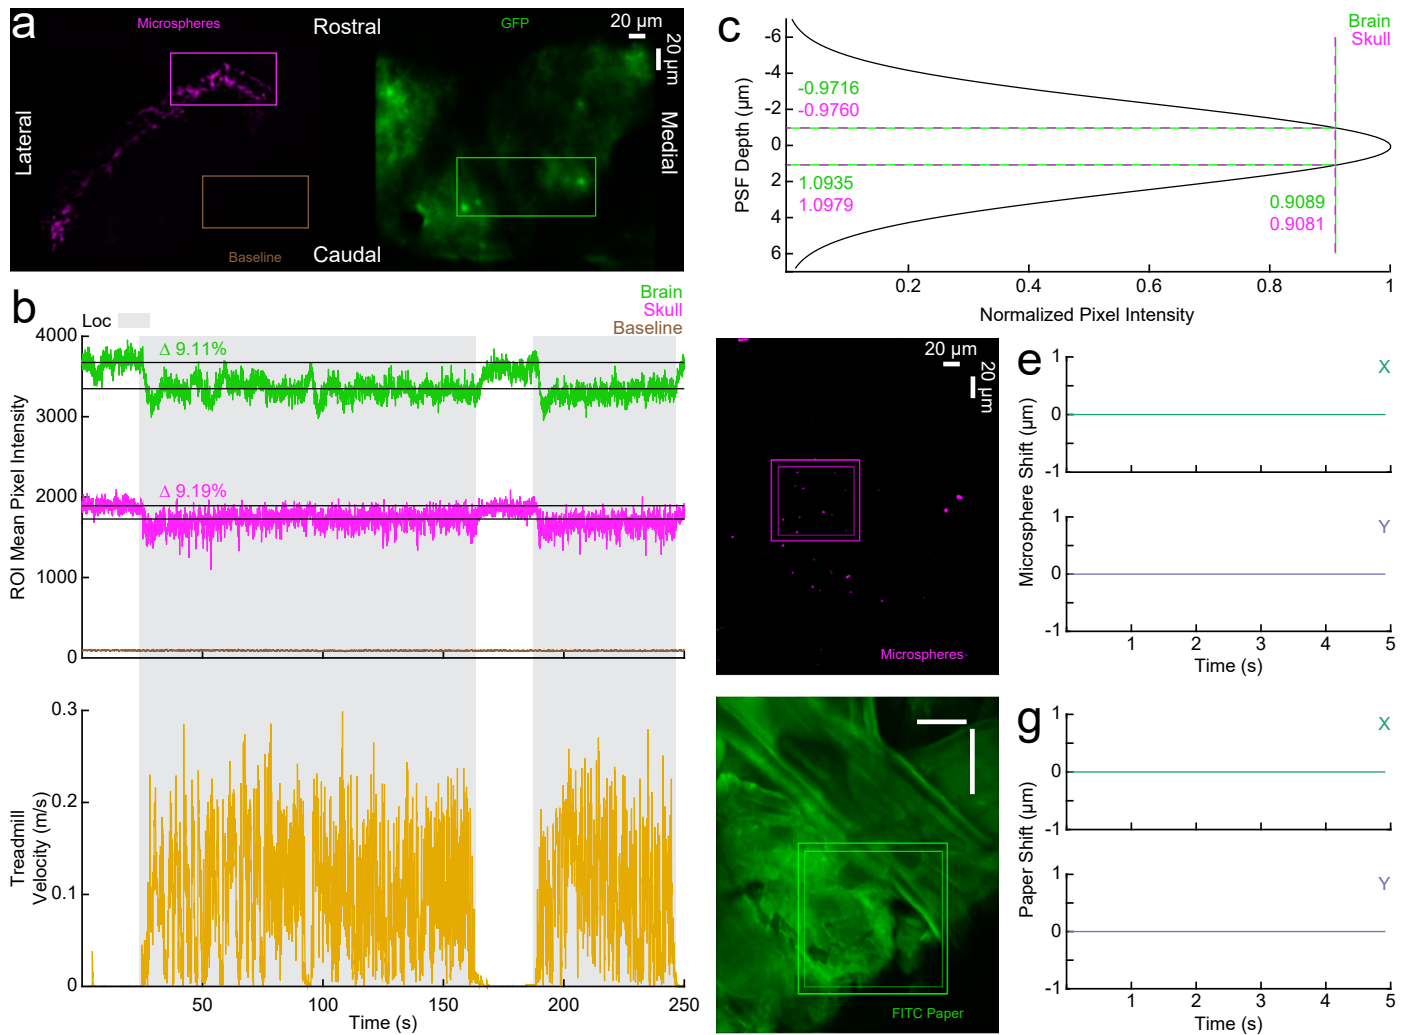 a
Microspheres
Rostral
GFP
20 µm
20 µm
Lateral
Medial
Baseline
Caudal
b
Brain
Skull
Baseline
Loc
4000
3000
2000
1000
0
Δ 9.11%
Δ 9.19%
ROI Mean Pixel Intensity
0.3
0.2
0.1
0
Treadmill
Velocity (m/s)
50
100
150
200
250
Time (s)
c
Brain
Skull
-6
-4
-2
0
2
4
6
PSF Depth (µm)
-0.9716
-0.9760
1.0935
1.0979
0.9089
0.9081
0.2
0.4
0.6
0.8
1
Normalized Pixel Intensity
20 µm
20 µm
Microspheres
e
1
0
-1
X
1
0
-1
Y
Microsphere Shift (µm)
1
2
3
4
5
Time (s)
FITC Paper
g
1
0
-1
X
1
2
3
4
5
1
0
-1
Y
Paper Shift (µm)
1
2
3
4
5
Time (s)